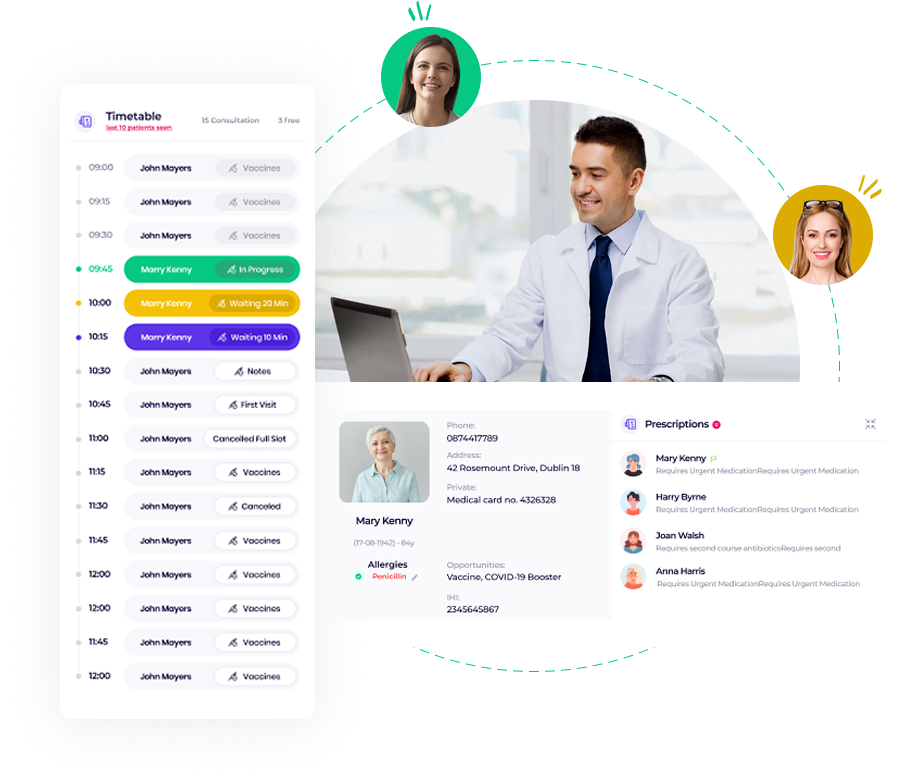 Timetable
last 10 patients seen
15 Consultation
3 free
09:00 John Mayers Vaccines
09:15 John Mayers Vaccines
09:30 John Mayers Vaccines
09:45 Marry Kenny In Progress
10:00 Marry Kenny Waiting 20 Min
10:15 Marry Kenny Waiting 10 Min
10:30 John Mayers Notes
10:45 John Mayers First Visit
11:00 John Mayers Cancelled Full Slot
11:15 John Mayers Vaccines
11:30 John Mayers Canceled
11:45 John Mayers Vaccines
12:00 John Mayers Vaccines
12:00 John Mayers Vaccines
11:45 John Mayers Vaccines
12:00 John Mayers Vaccines
Mary Kenny
(17-08-1942) - 84y
Allergies
Penicillin
Phone:
0874417789
Address:
42 Rosemount Drive, Dublin 18
Private:
Medical card no. 4326328
Opportunities:
Vaccine, COVID-19 Booster
IHI:
2345645867
Prescriptions
Mary Kenny
Requires Urgent MedicationRequires Urgent Medication
Harry Byrne
Requires Urgent MedicationRequires Urgent Medication
Joan Walsh
Requires second course antibioticsRequires second
Anna Harris
Requires Urgent MedicationRequires Urgent Medication